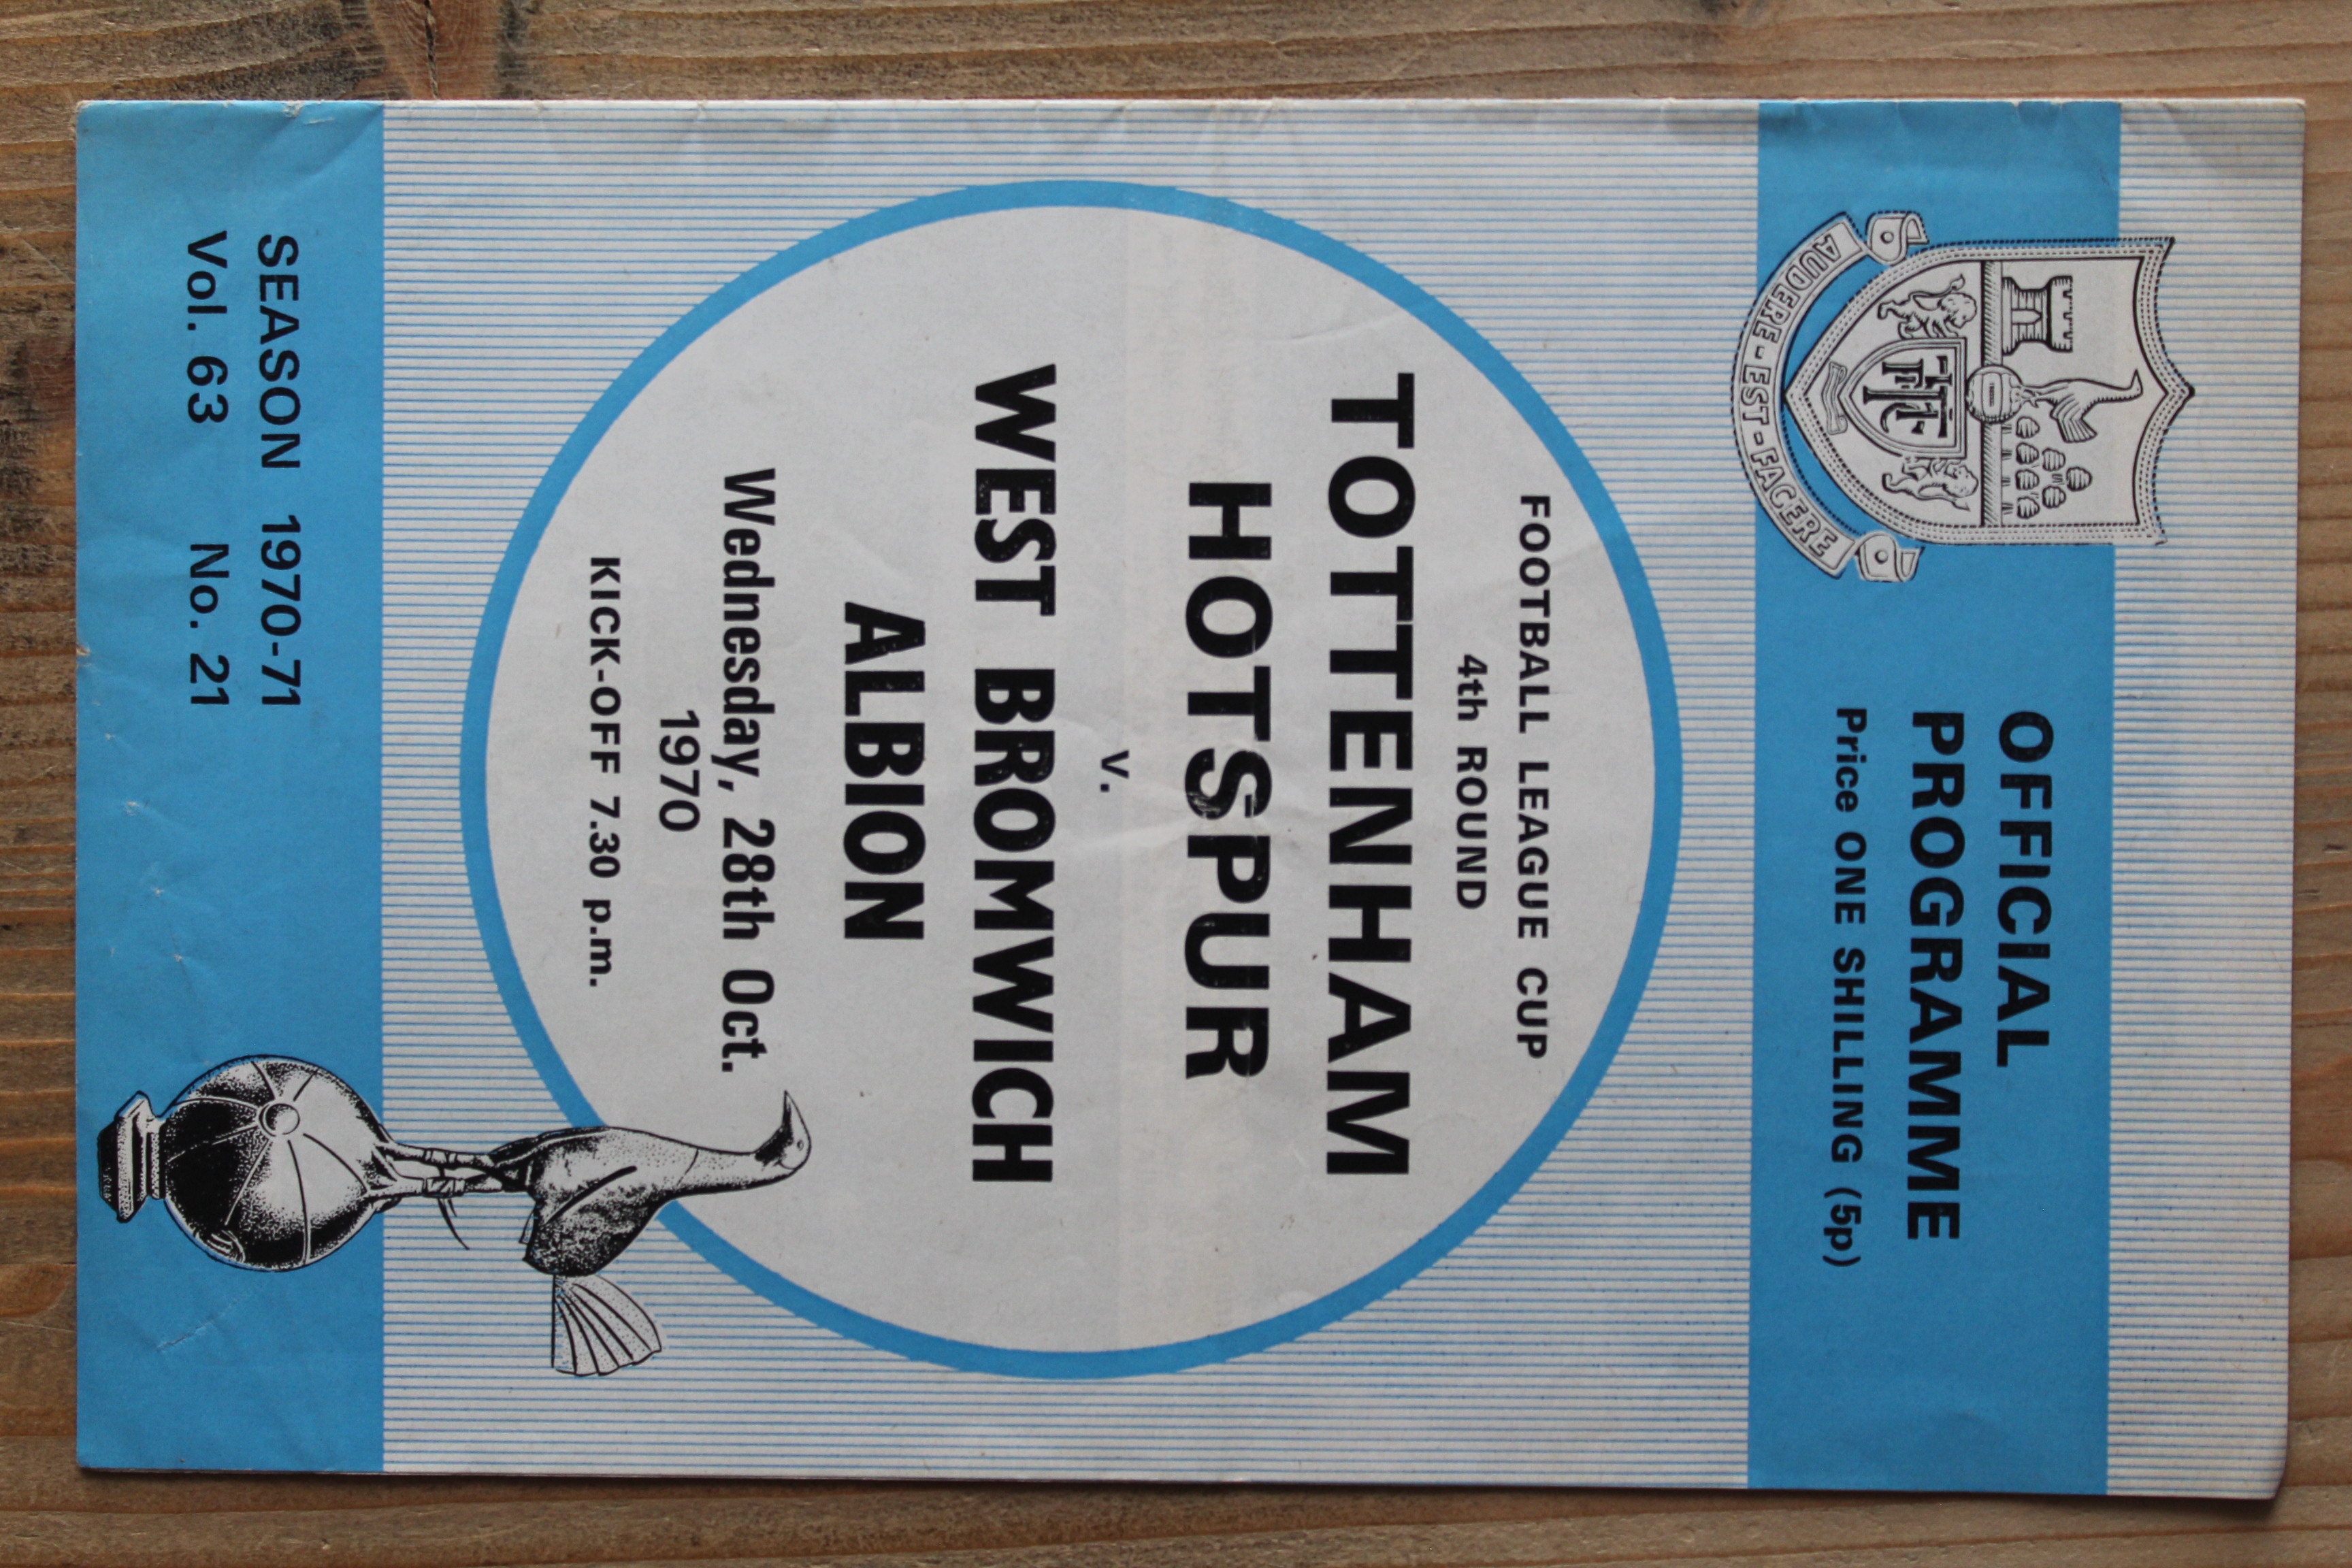 OFFICIAL
PROGRAMME
Price ONE SHILLING (5p)
AUDERE-EST-FACERE
FOOTBALL LEAGUE CUP
4th ROUND
TOTTENHAM
HOTSPUR
v.
WEST BROMWICH
ALBION
Wednesday, 28th Oct.
1970
KICK-OFF 7.30 p.m.
SEASON 1970-71
Vol. 63 No. 21